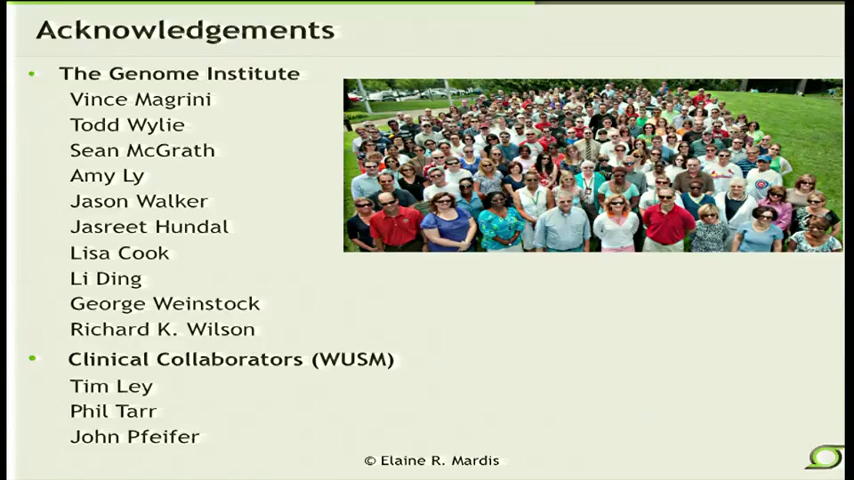 Acknowledgements
• The Genome Institute
Vince Magrini
Todd Wylie
Sean McGrath
Amy Ly
Jason Walker
Jasreet Hundal
Lisa Cook
Li Ding
George Weinstock
Richard K. Wilson
• Clinical Collaborators (WUSM)
Tim Ley
Phil Tarr
John Pfeifer
© Elaine R. Mardis